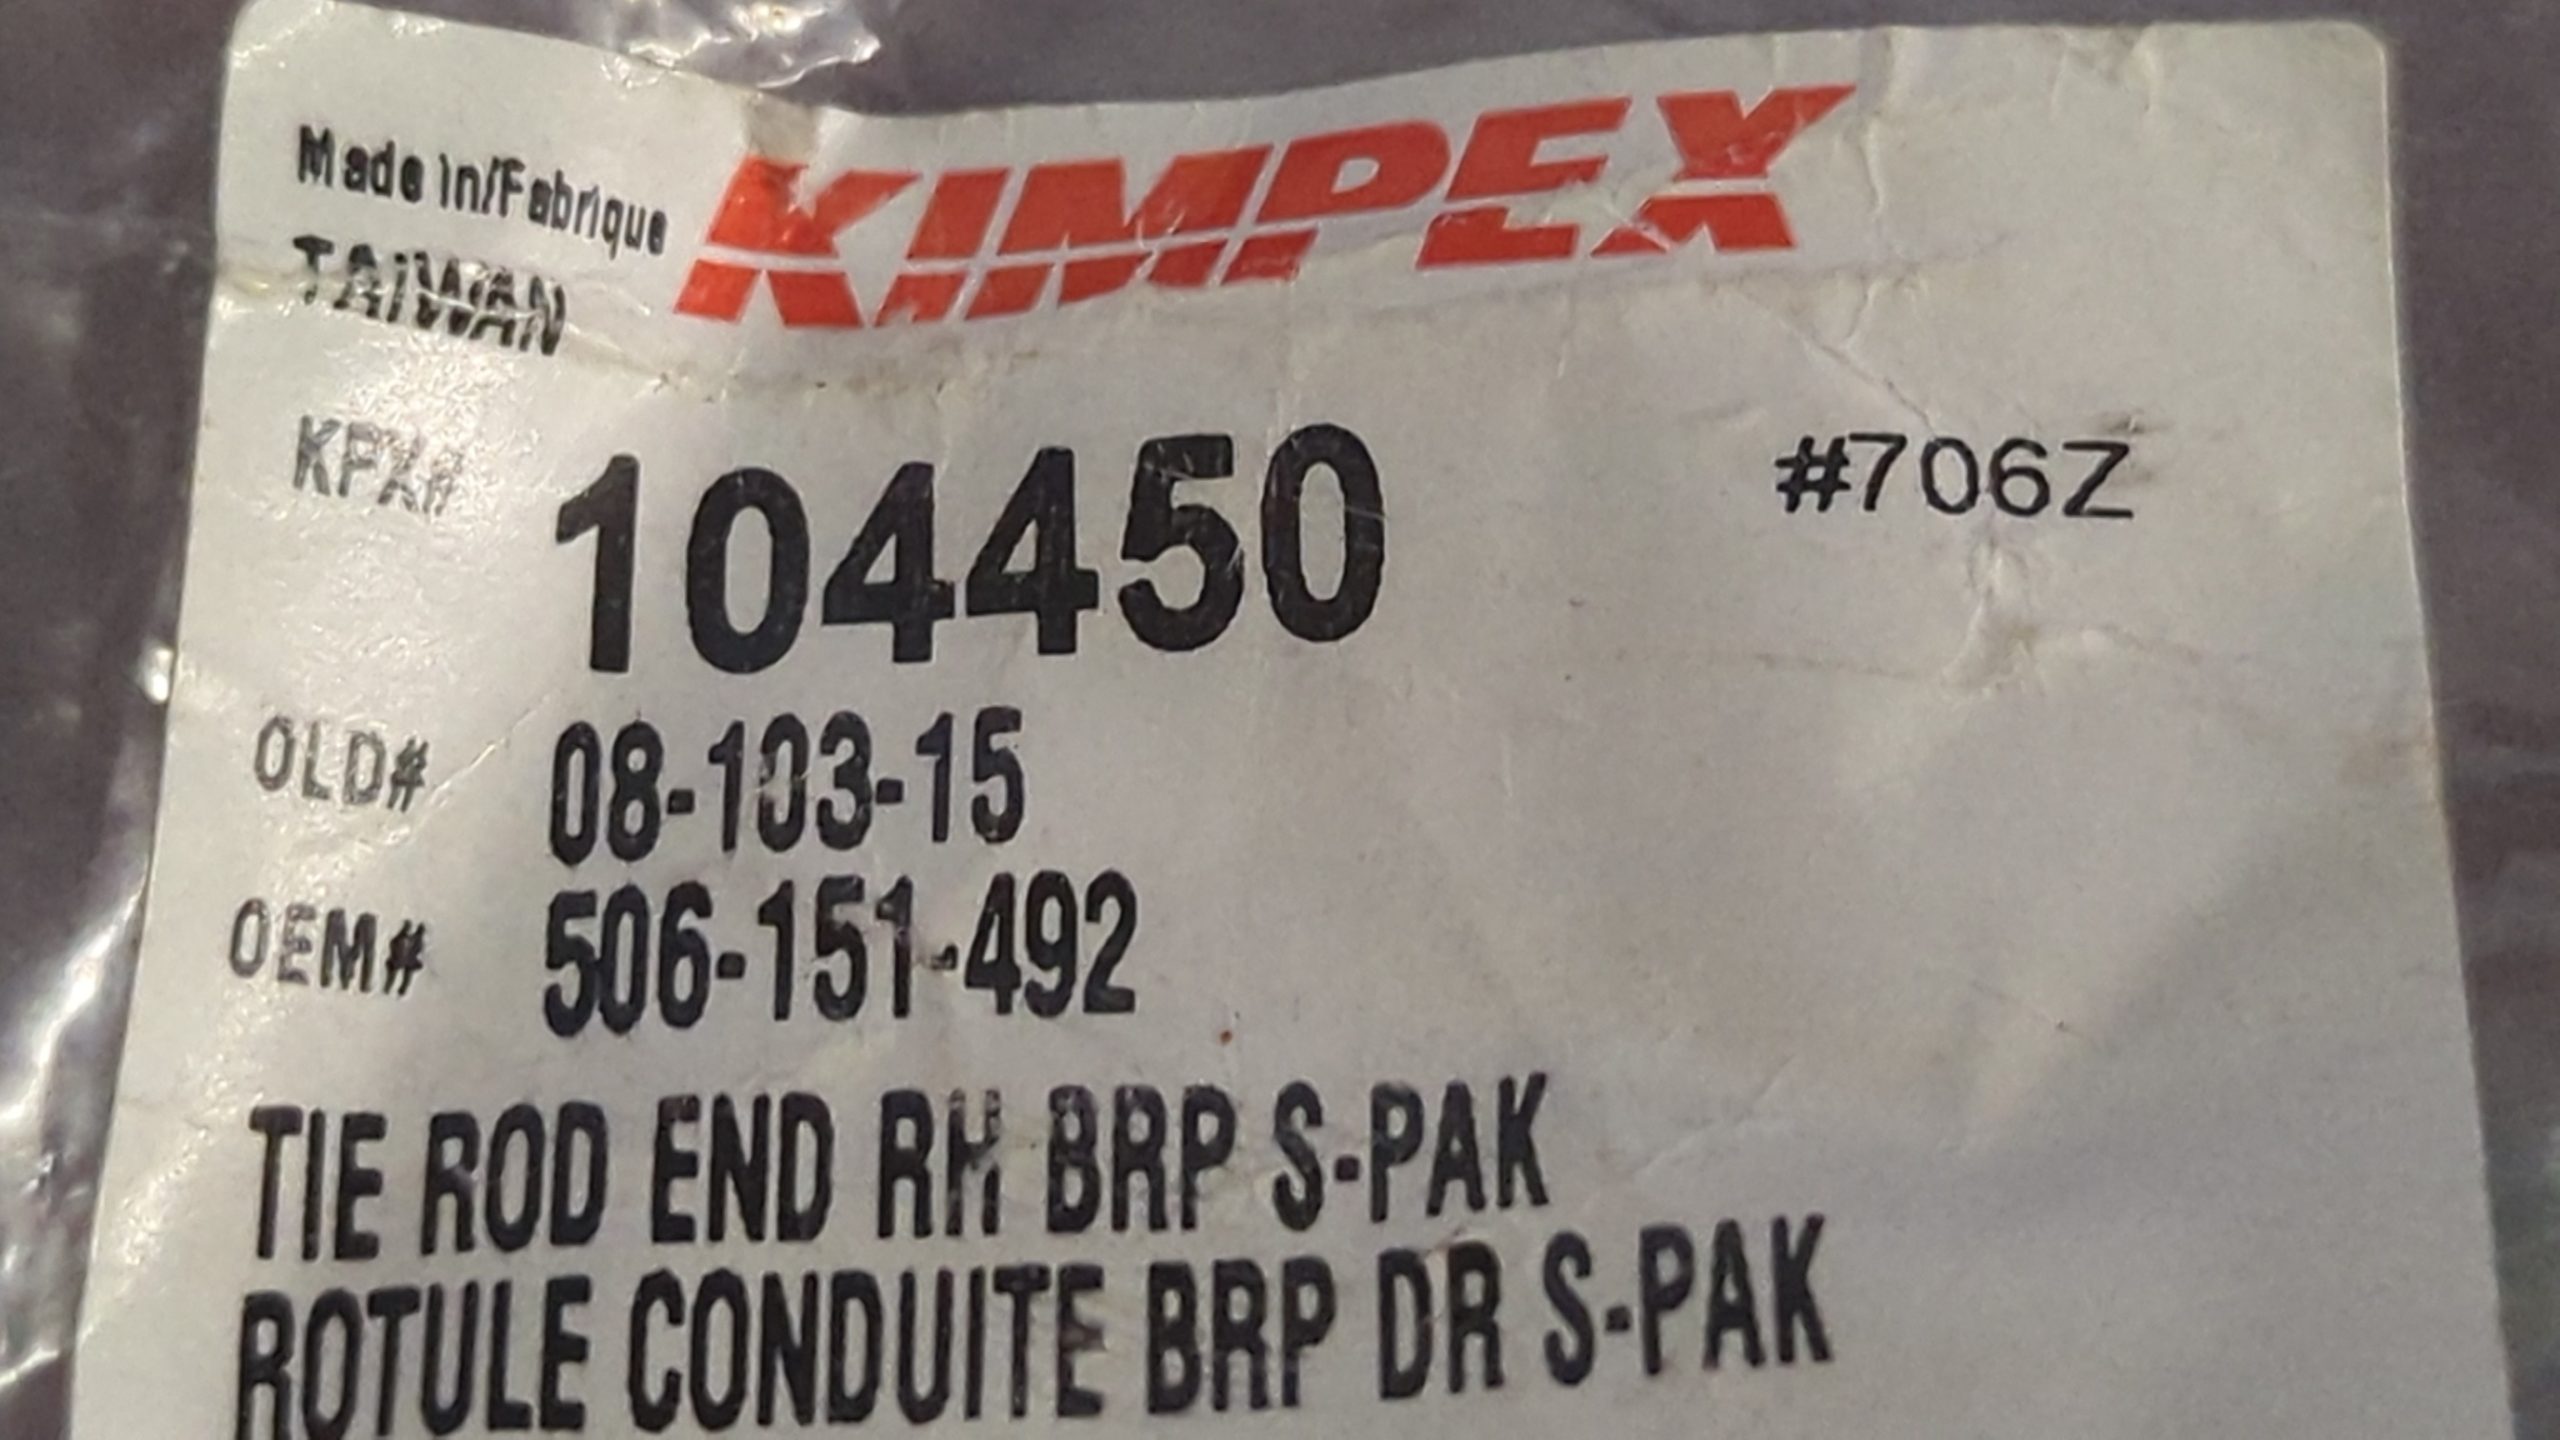 Made in/Fabrique
TAIWAN
KIMPEX
KPX# 104450 #706Z
OLD# 08-103-15
OEM# 506-151-492
TIE ROD END RH BRP S-PAK
ROTULE CONDUITE BRP DR S-PAK